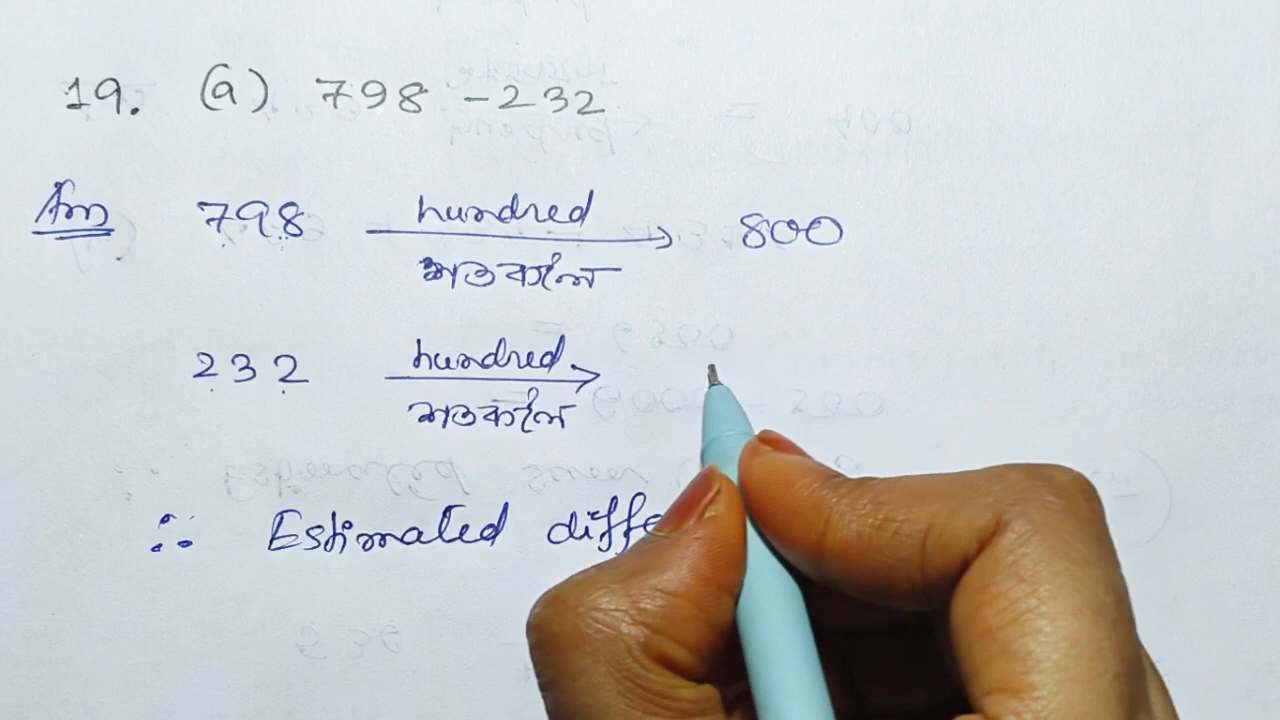 19. (a) 798 - 232
Ans 798 hundred 800
শতকলৈ
232 hundred
শতকলৈ
∴ Estimated diffe